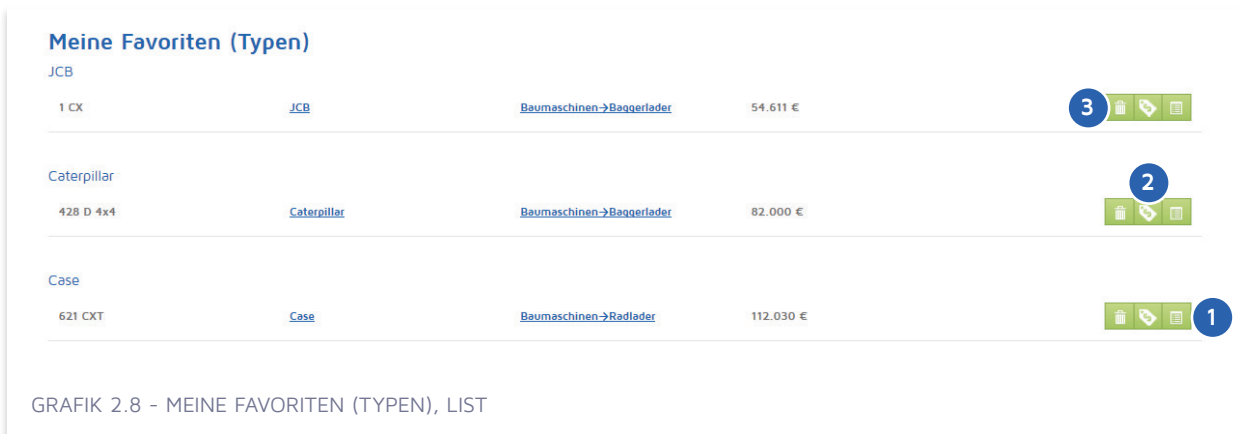 Meine Favoriten (Typen)
JCB
1 CX JCB Baumaschinen→Baggerlader 54.611 € 3
Caterpillar
2
428 D 4x4 Caterpillar Baumaschinen→Baggerlader 82.000 €
Case
621 CXT Case Baumaschinen→Radlader 112.030 € 1
GRAFIK 2.8 - MEINE FAVORITEN (TYPEN), LIST